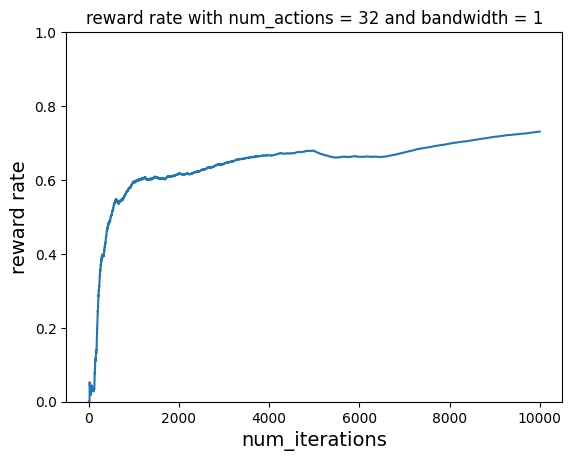 reward rate with num_actions = 32 and bandwidth = 1
1.0
0.8
0.6
0.4
0.2
0.0
reward rate
0 2000 4000 6000 8000 10000
num_iterations